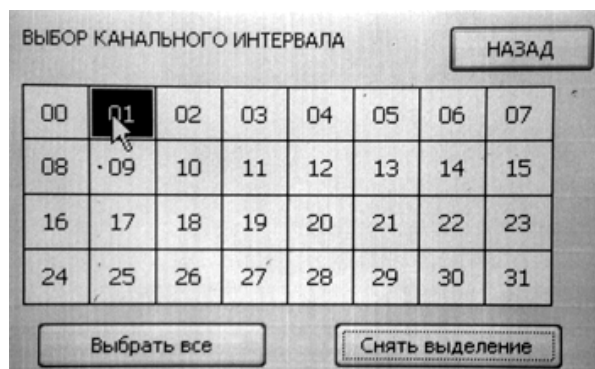 ВЫБОР КАНАЛЬНОГО ИНТЕРВАЛА НАЗАД
00 01 02 03 04 05 06 07
08 09 10 11 12 13 14 15
16 17 18 19 20 21 22 23
24 25 26 27 28 29 30 31
Выбрать все Снять выделение